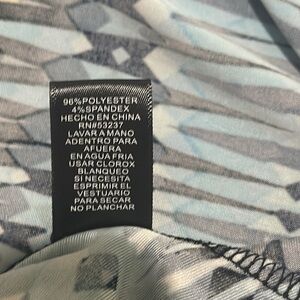 96%POLYESTER
4%SPANDEX
HECHO EN CHINA
RN#53237
LAVAR A MANO
ADENTRO PARA
AFUERA
EN AGUA FRIA
USAR CLOROX
BLANQUEO
SI NECESITA
ESPRIMIR EL
VESTUARIO
PARA SECAR
NO PLANCHAR